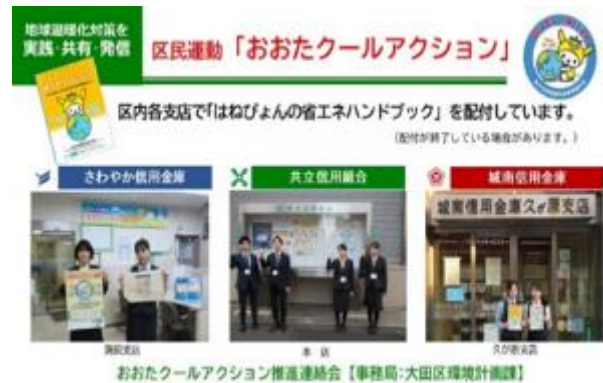 地球温暖化対策を
実践・共有・発信
区民運動「おおたクールアクション」
区内各支店で「はねぴょんの省エネハンドブック」を配付しています。
（配付が終了している場合があります。）
さわやか信用金庫
共立信用組合
城南信用金庫
城南信用金庫久が原支店
本店
久が原支店
おおたクールアクション推進連絡会【事務局:大田区環境計画課】